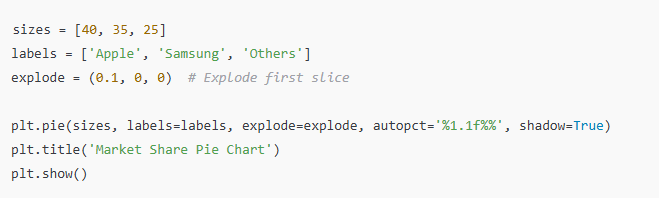 sizes = [40, 35, 25]
labels = ['Apple', 'Samsung', 'Others']
explode = (0.1, 0, 0)  # Explode first slice

plt.pie(sizes, labels=labels, explode=explode, autopct='%1.1f%%', shadow=True)
plt.title('Market Share Pie Chart')
plt.show()